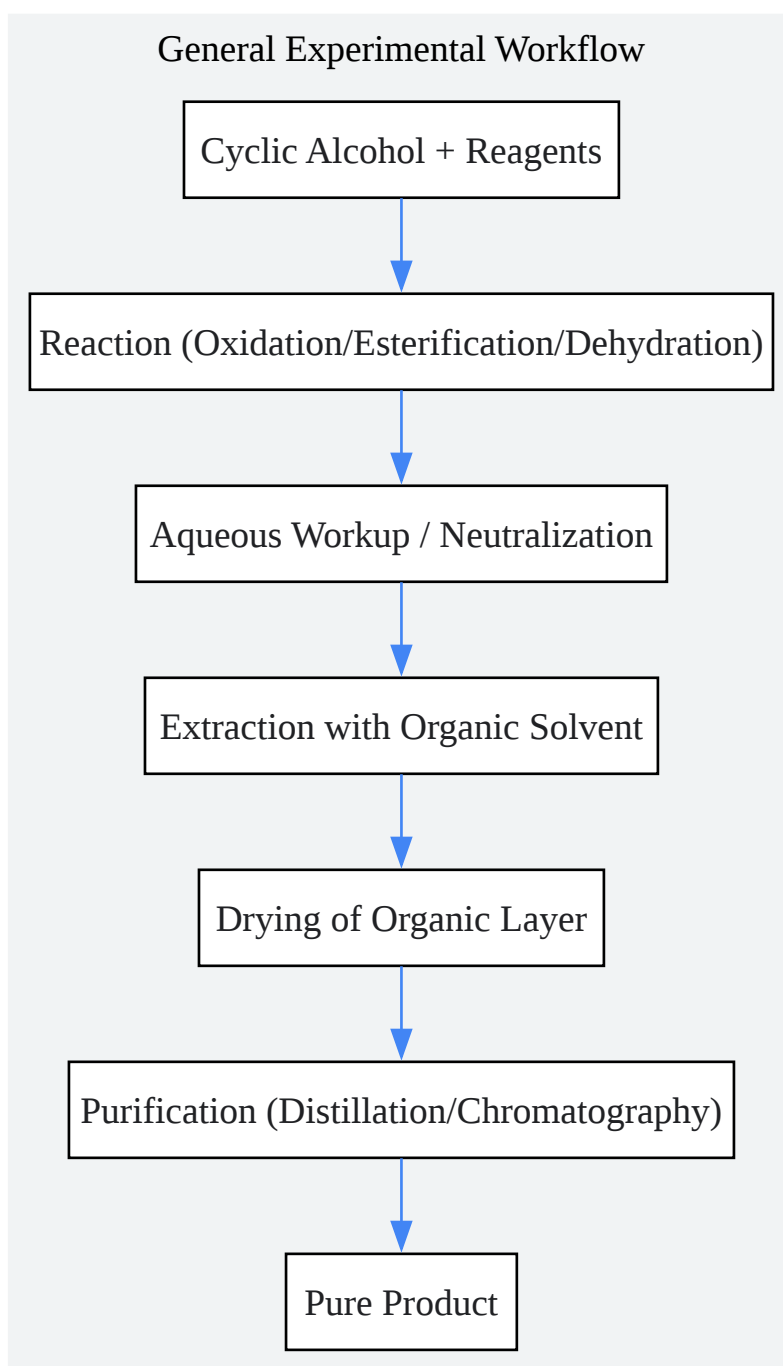 General Experimental Workflow
Cyclic Alcohol + Reagents
Reaction (Oxidation/Esterification/Dehydration)
Aqueous Workup / Neutralization
Extraction with Organic Solvent
Drying of Organic Layer
Purification (Distillation/Chromatography)
Pure Product